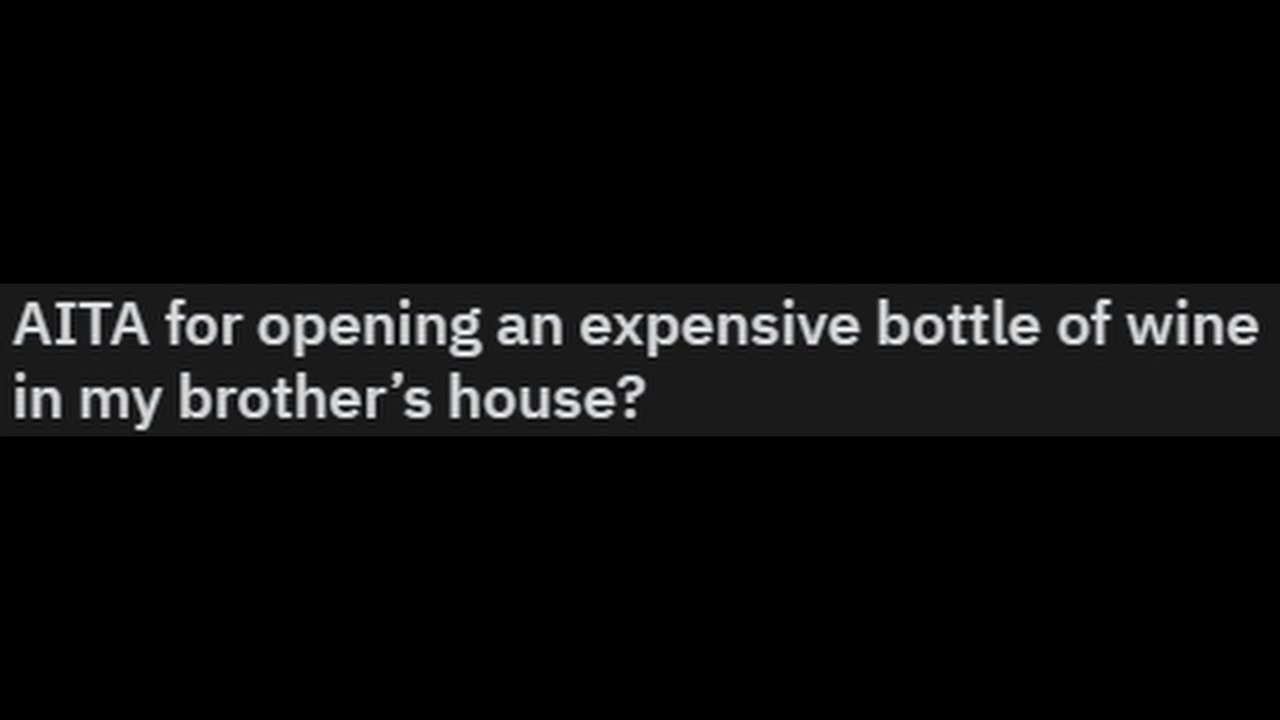 AITA for opening an expensive bottle of wine
in my brother’s house?